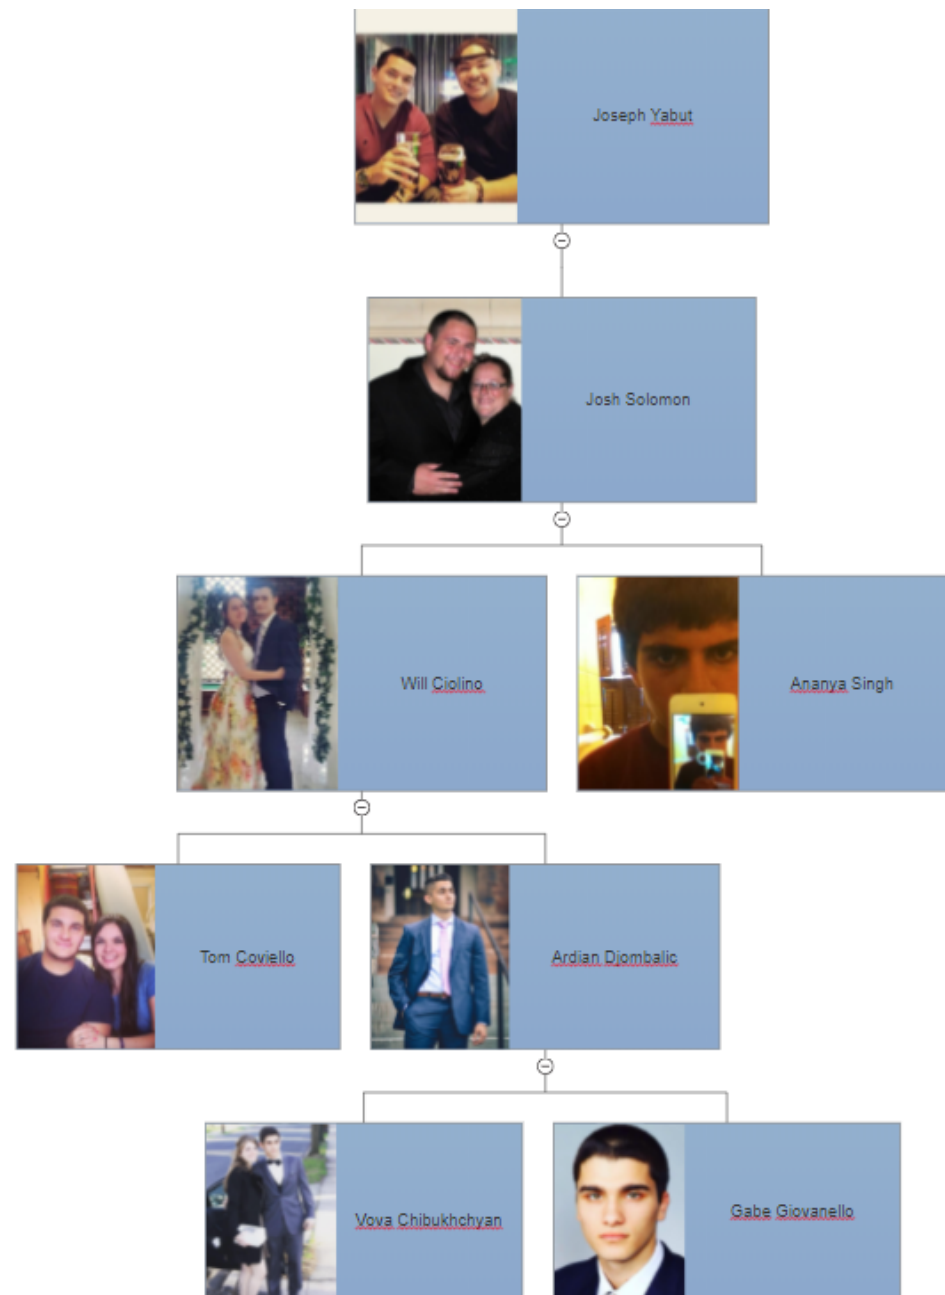 Joseph Yabut
Josh Solomon
Will Ciolino
Ananya Singh
Tom Coviello
Ardian Djombalic
Vova Chibukhchyan
Gabe Giovanello